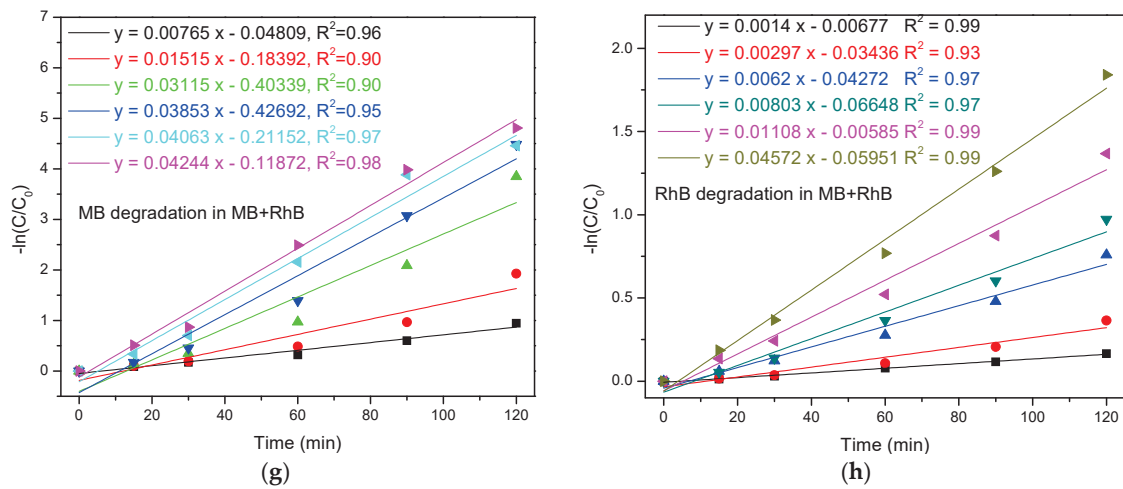 y = 0.00765 x - 0.04809, R²=0.96
y = 0.01515 x - 0.18392, R²=0.90
y = 0.03115 x - 0.40339, R²=0.90
y = 0.03853 x - 0.42692, R²=0.95
y = 0.04063 x - 0.21152, R²=0.97
y = 0.04244 x - 0.11872, R²=0.98
MB degradation in MB+RhB
-ln(C/C₀)
7
6
5
4
3
2
1
0
-1
0 20 40 60 80 100 120
Time (min)
(g)
y = 0.0014 x - 0.00677 R² = 0.99
y = 0.00297 x - 0.03436 R² = 0.93
y = 0.0062 x - 0.04272 R² = 0.97
y = 0.00803 x - 0.06648 R² = 0.97
y = 0.01108 x - 0.00585 R² = 0.99
y = 0.04572 x - 0.05951 R² = 0.99
RhB degradation in MB+RhB
-ln(C/C₀)
2.0
1.5
1.0
0.5
0.0
0 20 40 60 80 100 120
Time (min)
(h)